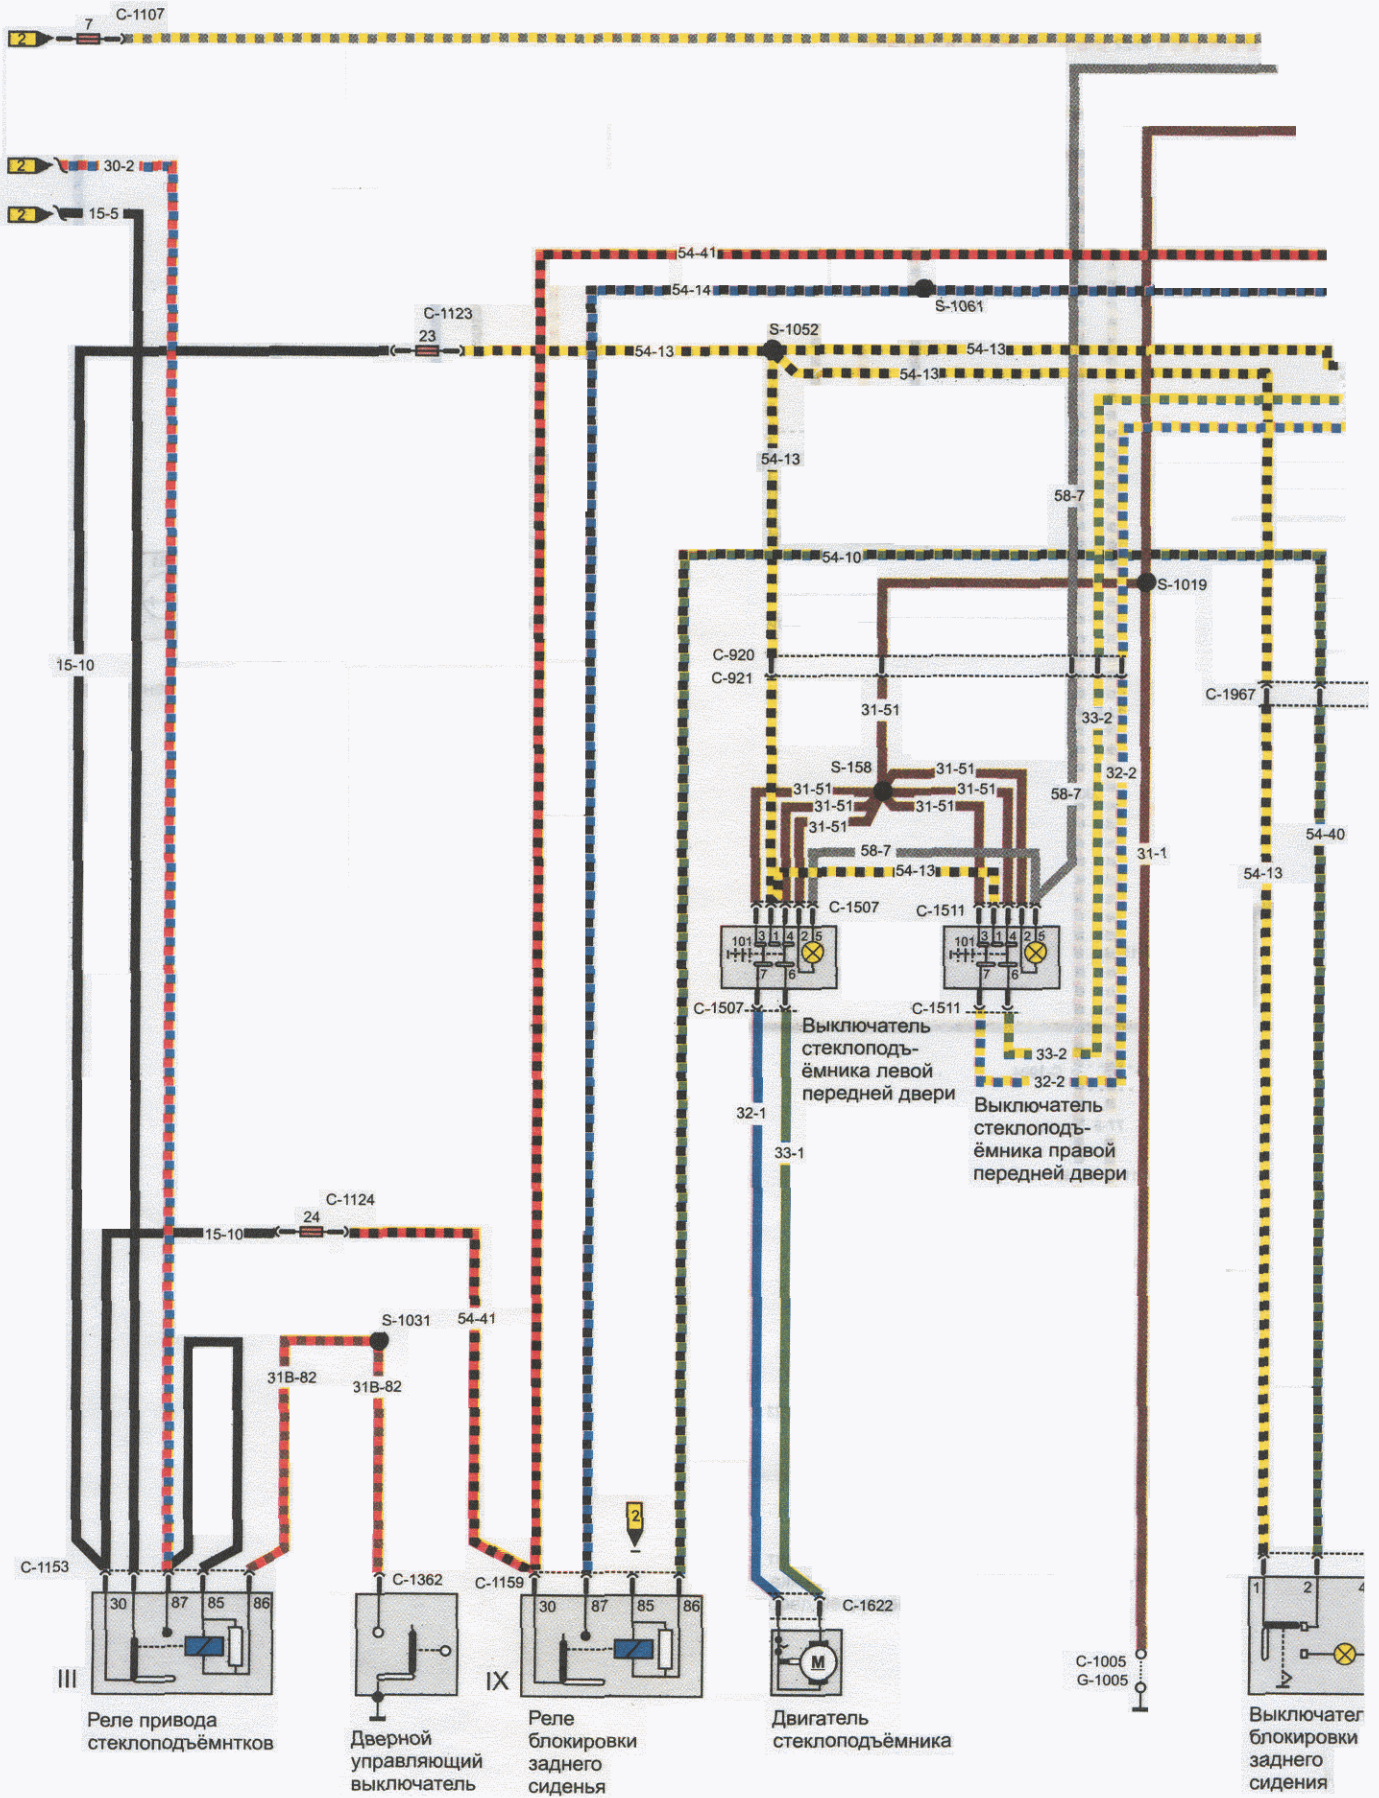 7 C-1107
2
2 30-2
2 15-5
54-41
54-14
S-1061
C-1123
23
S-1052
54-13 54-13
54-13
54-13
58-7
54-10
S-1019
15-10
C-920
C-921
C-1967
31-51
33-2
S-158 31-51
32-2
31-51 31-51
58-7
31-51 31-51
31-51
54-40
58-7
31-1
54-13
54-13
C-1507 C-1511
3 1 4 2 5
101
7 6
3 1 4 2 5
101
7 6
C-1507 C-1511
Выключатель
стеклоподъ-
ёмника левой
передней двери
33-2
32-2
Выключатель
стеклоподъ-
ёмника правой
передней двери
32-1
33-1
C-1124
24
15-10
S-1031
54-41
31В-82
31В-82
2
C-1153
C-1362
C-1159
C-1622
30 87 85 86
30 87 85 86
1 2 4
M
C-1005
G-1005
III
IX
Реле привода
стеклоподъёмнтков
Дверной
управляющий
выключатель
Реле
блокировки
заднего
сиденья
Двигатель
стеклоподъёмника
Выключател
блокировки
заднего
сидения